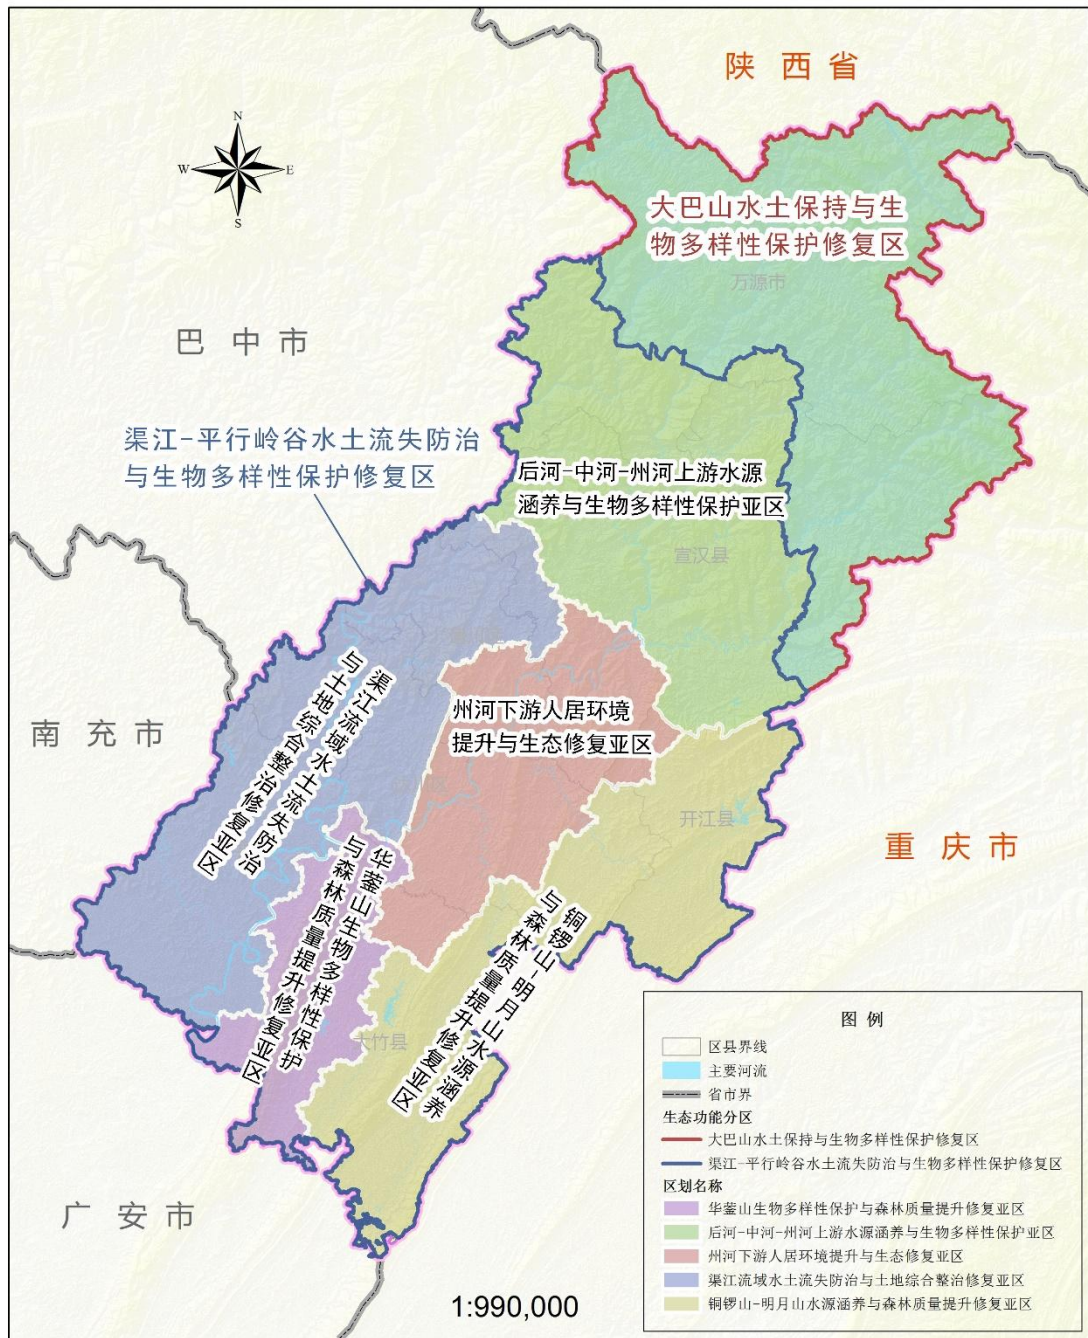 陕西省
N
W
E
S
大巴山水土保持与生
物多样性保护修复区
万源市
巴中市
渠江-平行岭谷水土流失防治
与生物多样性保护修复区
后河-中河-州河上游水源
涵养与生物多样性保护亚区
宣汉县
渠江流域水土流失防治
与土地综合整治修复亚区
南充市
州河下游人居环境
提升与生态修复亚区
开江县
重庆市
华蓥山生物多样性保护
与森林质量提升修复亚区
铜锣山-明月山水源涵养
与森林质量提升修复亚区
大竹县
广安市
图例
区县界线
主要河流
省市界
生态功能分区
大巴山水土保持与生物多样性保护修复区
渠江-平行岭谷水土流失防治与生物多样性保护修复区
区划名称
华蓥山生物多样性保护与森林质量提升修复亚区
后河-中河-州河上游水源涵养与生物多样性保护亚区
州河下游人居环境提升与生态修复亚区
渠江流域水土流失防治与土地综合整治修复亚区
铜锣山-明月山水源涵养与森林质量提升修复亚区
1:990,000